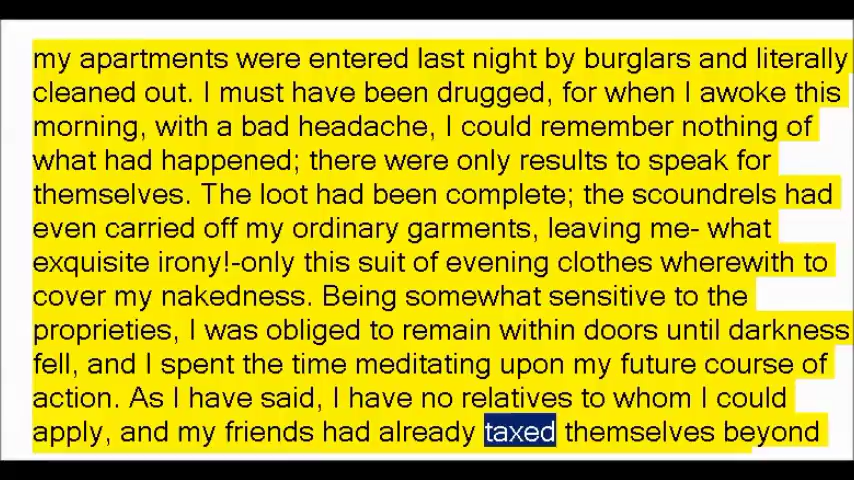 my apartments were entered last night by burglars and literally
cleaned out. I must have been drugged, for when I awoke this
morning, with a bad headache, I could remember nothing of
what had happened; there were only results to speak for
themselves. The loot had been complete; the scoundrels had
even carried off my ordinary garments, leaving me- what
exquisite irony!-only this suit of evening clothes wherewith to
cover my nakedness. Being somewhat sensitive to the
proprieties, I was obliged to remain within doors until darkness
fell, and I spent the time meditating upon my future course of
action. As I have said, I have no relatives to whom I could
apply, and my friends had already taxed themselves beyond